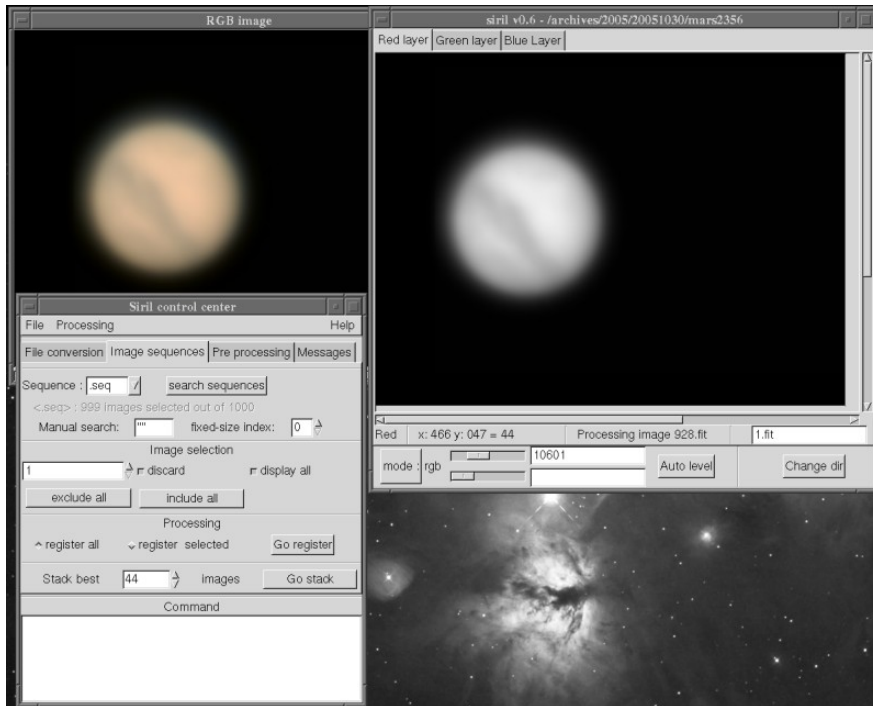 RGB image
siril v0.6 - /archives/2005/20051030/mars2356
Red layer Green layer Blue Layer
Siril control center
File Processing Help
File conversion Image sequences Pre processing Messages
Sequence : .seq search sequences
<.seq> : 999 images selected out of 1000
Manual search: "" fixed-size index: 0
Image selection
1 discard display all
exclude all include all
Processing
register all register selected Go register
Stack best 44 images Go stack
Command
Red x: 466 y: 047 = 44 Processing image 928.fit 1.fit
mode : rgb 10601 Auto level Change dir